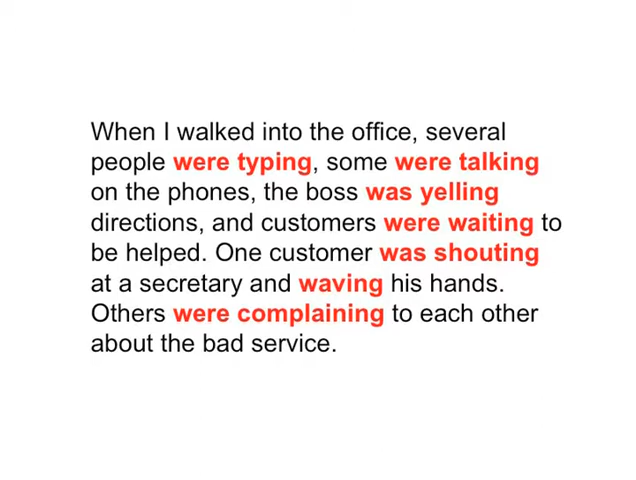 When I walked into the office, several
people were typing, some were talking
on the phones, the boss was yelling
directions, and customers were waiting to
be helped. One customer was shouting
at a secretary and waving his hands.
Others were complaining to each other
about the bad service.